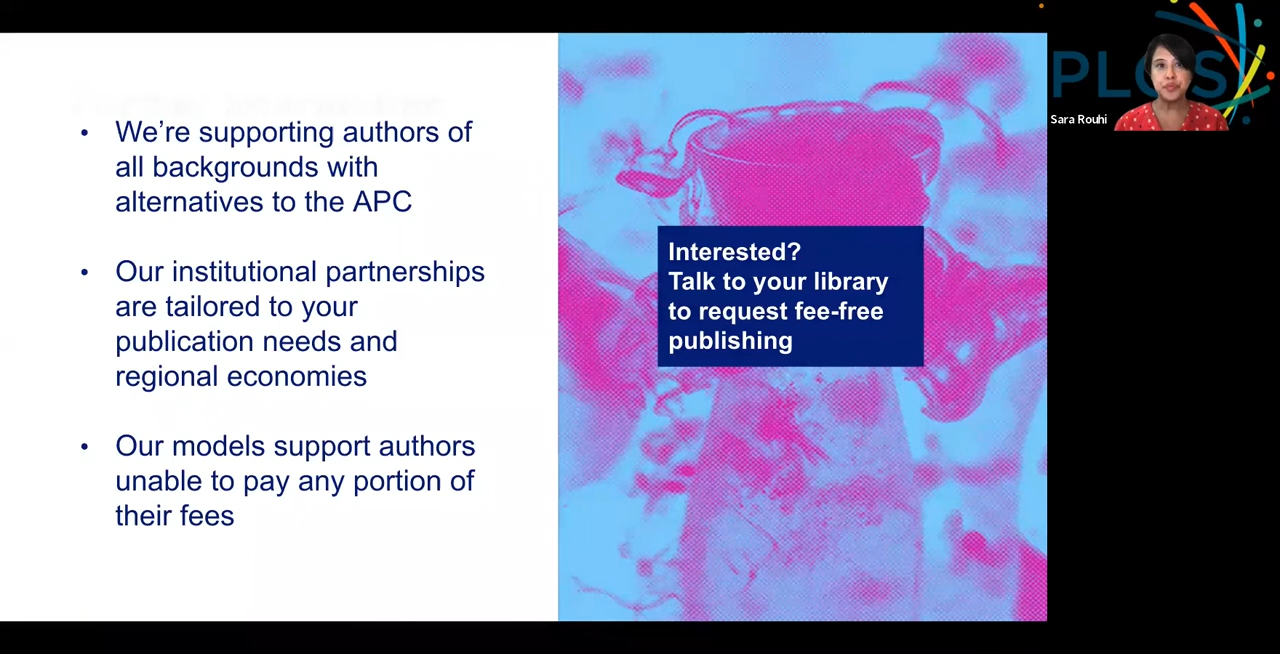 • We’re supporting authors of
all backgrounds with
alternatives to the APC
• Our institutional partnerships
are tailored to your
publication needs and
regional economies
• Our models support authors
unable to pay any portion of
their fees
Interested?
Talk to your library
to request fee-free
publishing
PLOS
Sara Rouhi